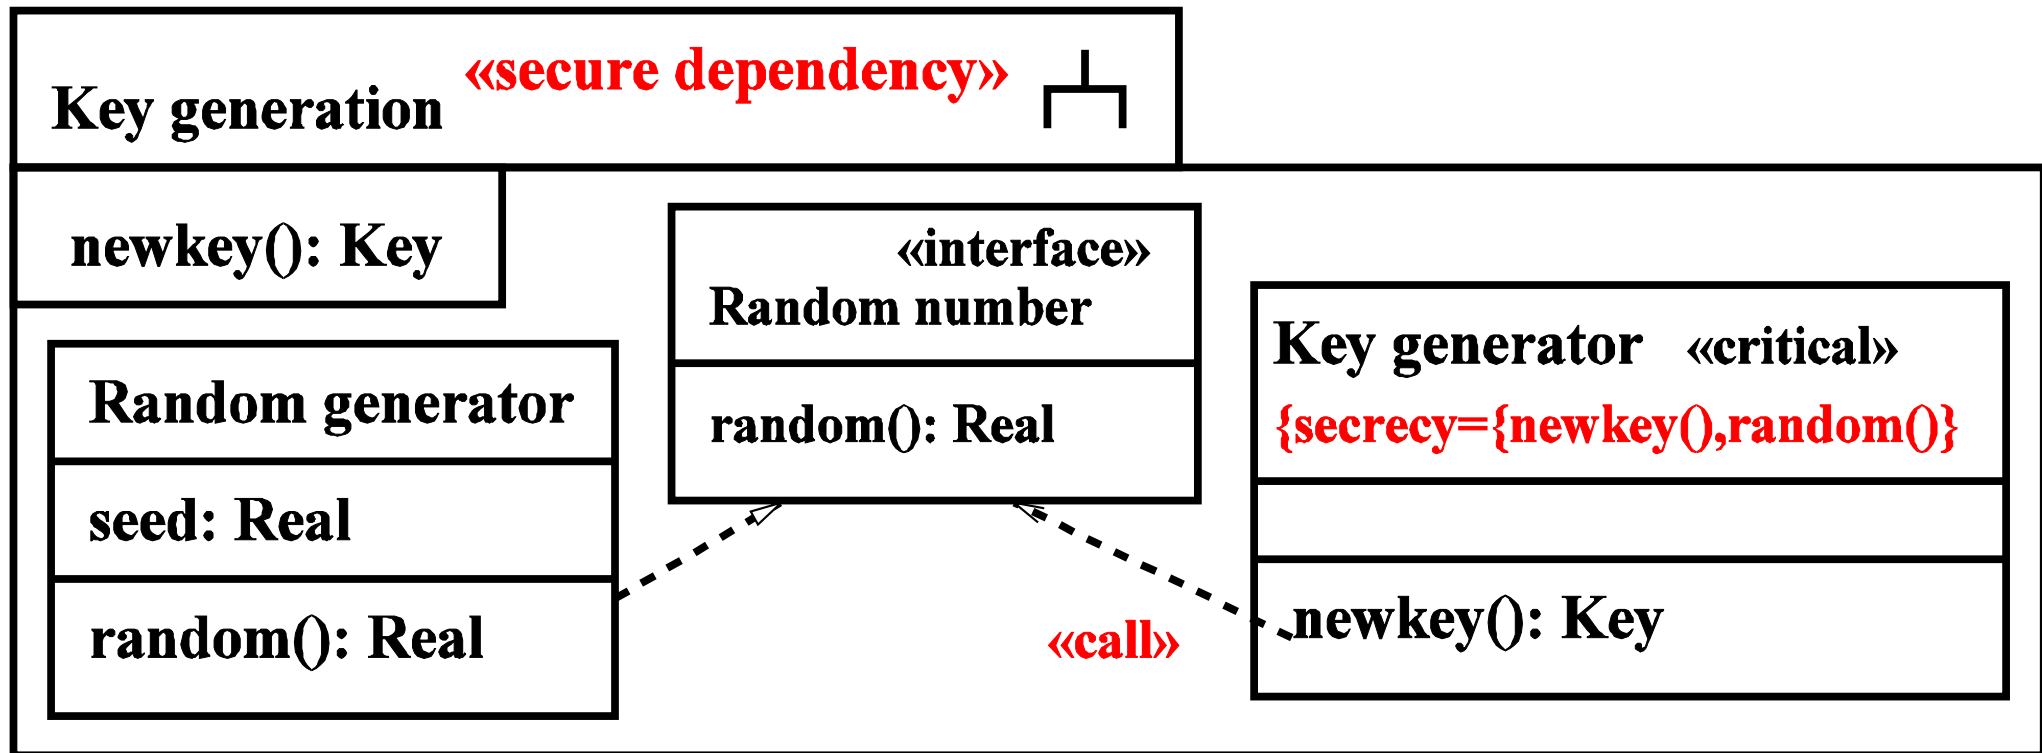 Key generation «secure dependency»
newkey(): Key
«interface»
Random number
random(): Real
Random generator
seed: Real
random(): Real
«call»
Key generator «critical»
{secrecy={newkey(),random()}
newkey(): Key